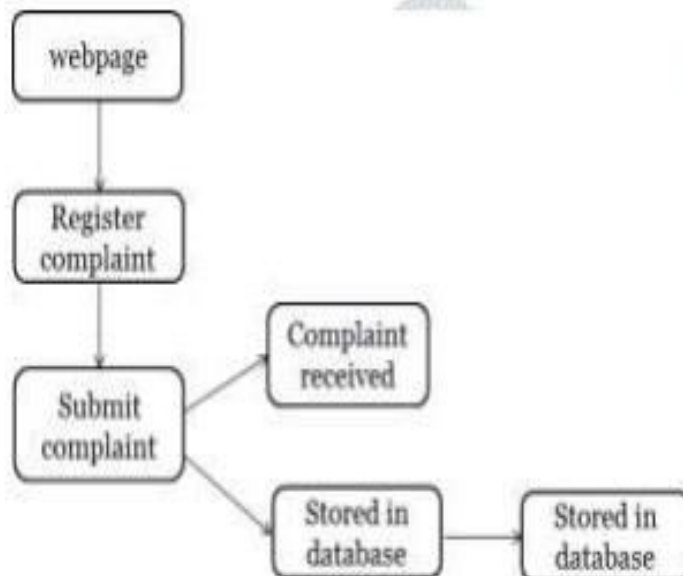 webpage
Register
complaint
Submit
complaint
Complaint
received
Stored in
database
Stored in
database